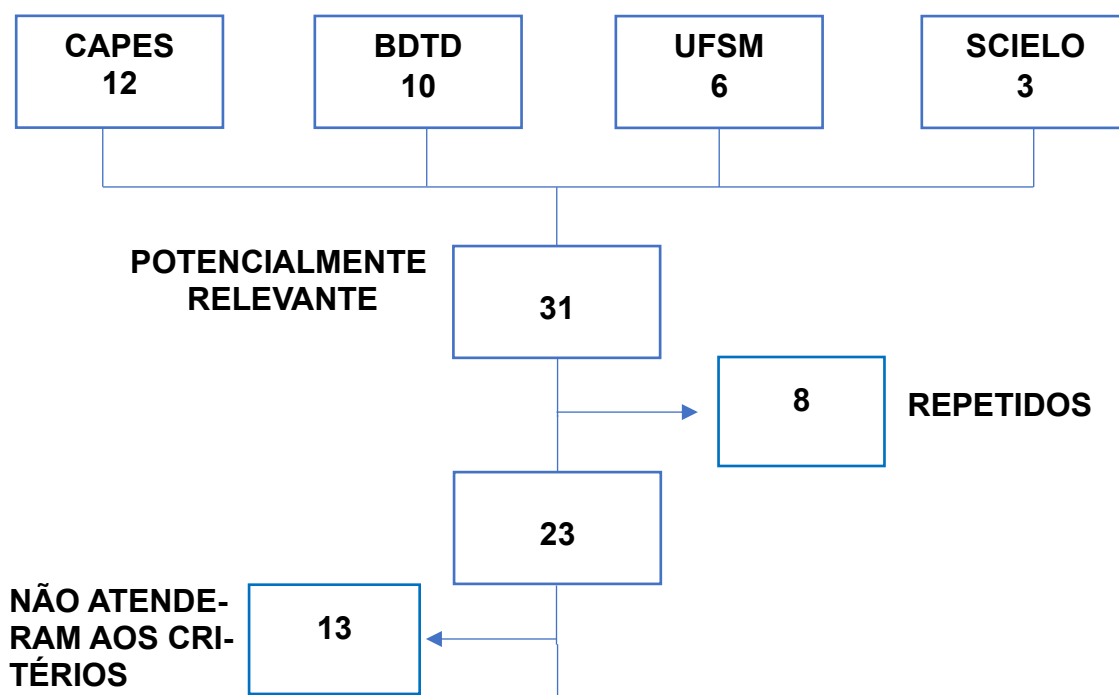 CAPES
12
BDTD
10
UFSM
6
SCIELO
3
POTENCIALMENTE
RELEVANTE
31
8
REPETIDOS
23
NÃO ATENDE-
RAM AOS CRI-
TÉRIOS
13